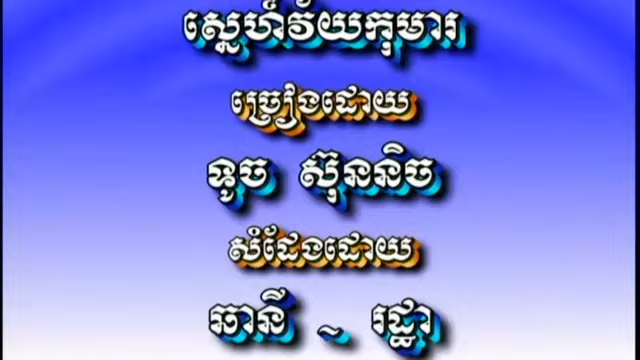 ស្នេហ៍វ័យកុមារ
ច្រៀងដោយ
ទូច ស៊ុននិច
សំដែងដោយ
ឆានី ~ រដ្ឋា